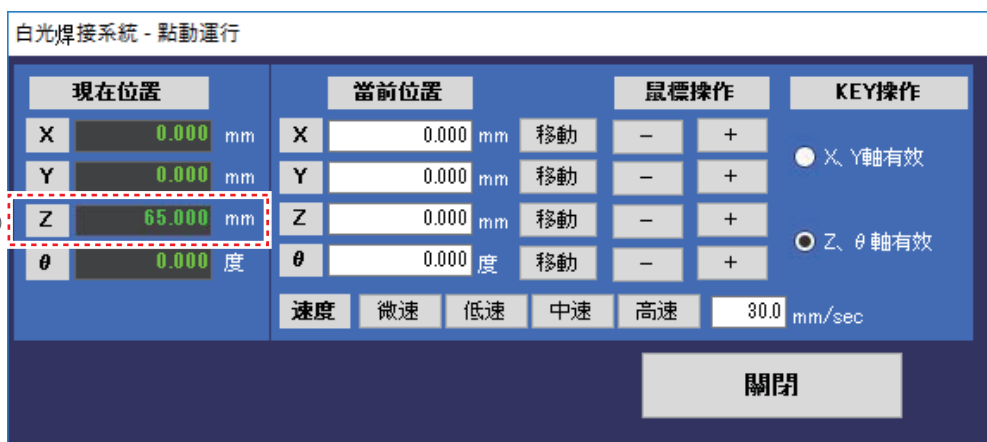 白光焊接系統 - 點動運行
現在位置 當前位置 鼠標操作 KEY操作
X 0.000 mm X 0.000 mm 移動 － +
Y 0.000 mm Y 0.000 mm 移動 － +
X、Y軸有效
Z 65.000 mm Z 0.000 mm 移動 － +
Z、θ軸有效
θ 0.000 度 θ 0.000 度 移動 － +
速度 微速 低速 中速 高速 30.0 mm/sec
關閉